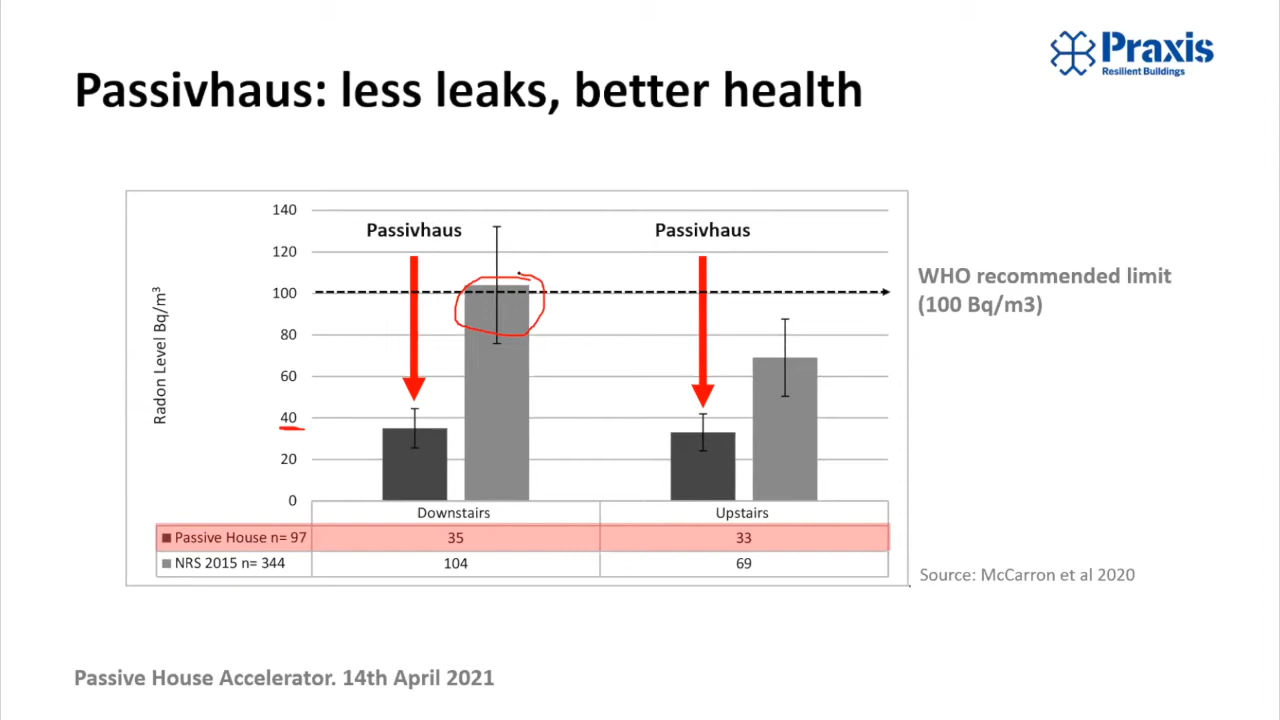 Praxis
Resilient Buildings
Passivhaus: less leaks, better health
140
120
100
80
60
40
20
0
Radon Level Bq/m³
Passivhaus
Passivhaus
WHO recommended limit
(100 Bq/m3)
Downstairs Upstairs
Passive House n= 97 35 33
NRS 2015 n= 344 104 69
Source: McCarron et al 2020
Passive House Accelerator. 14th April 2021